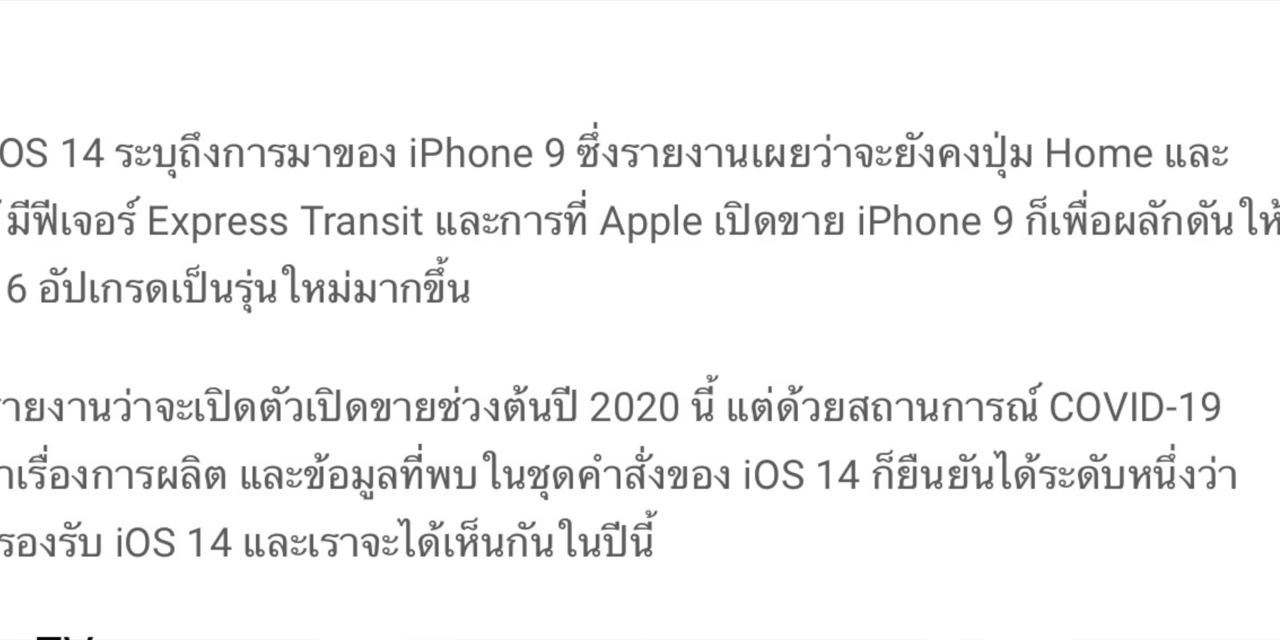 OS 14 ระบุถึงการมาของ iPhone 9 ซึ่งรายงานเผยว่าจะยังคงปุ่ม Home และ
มีฟีเจอร์ Express Transit และการที่ Apple เปิดขาย iPhone 9 ก็เพื่อผลักดันให้
6 อัปเกรดเป็นรุ่นใหม่มากขึ้น
รายงานว่าจะเปิดตัวเปิดขายช่วงต้นปี 2020 นี้ แต่ด้วยสถานการณ์ COVID-19
เรื่องการผลิต และข้อมูลที่พบในชุดคำสั่งของ iOS 14 ก็ยืนยันได้ระดับหนึ่งว่า
รองรับ iOS 14 และเราจะได้เห็นกันในปีนี้